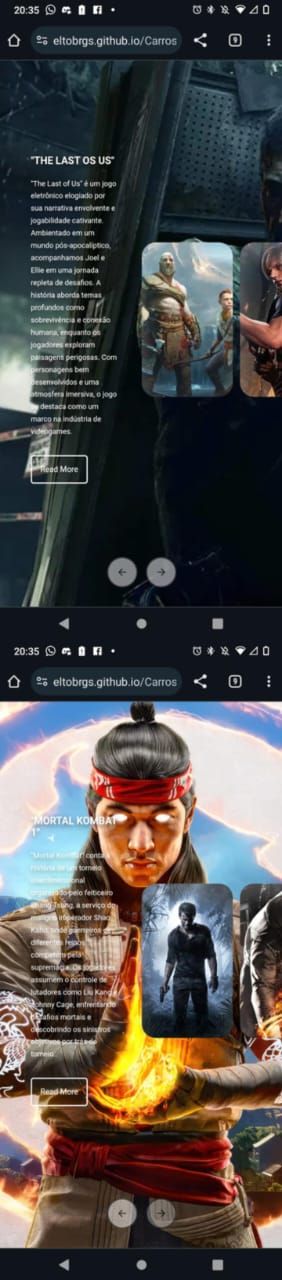 20:35
9
eltobrgs.github.io/Carros
"THE LAST OS US"
"The Last of Us" é um jogo
eletrônico elogiado por
sua narrativa envolvente e
jogabilidade cativante.
Ambientado em um
mundo pós-apocalíptico,
acompanhamos Joel e
Ellie em uma jornada
repleta de desafios. A
história aborda temas
profundos como
sobrevivência e conexão
humana, enquanto os
jogadores exploram
paisagens perigosas. Com
personagens bem
desenvolvidos e uma
atmosfera imersiva, o jogo
se destaca como um
marco na indústria de
videogames.
Read More
20:35
9
eltobrgs.github.io/Carros
"MORTAL KOMBAT
1"
"Mortal Kombat" conta a
história de um torneio
organizado pelo feiticeiro
Shang Tsung, a serviço do
imperador Shao
Kahn, onde guerreiros de
diferentes reinos
competem pela
supremacia. Os jogadores
assumem o controle de
lutadores como Liu Kang e
Johnny Cage, enfrentando
desafios mortais e
descobrindo os sinistros
objetivos por trás do
torneio.
Read More